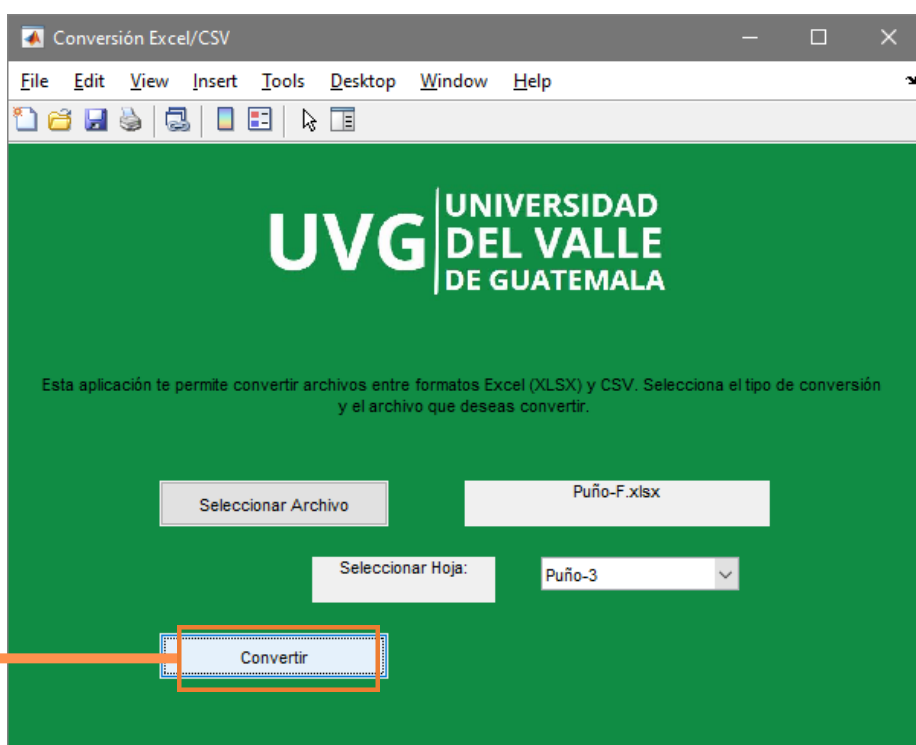 Conversión Excel/CSV
File Edit View Insert Tools Desktop Window Help
UVG UNIVERSIDAD
DEL VALLE
DE GUATEMALA
Esta aplicación te permite convertir archivos entre formatos Excel (XLSX) y CSV. Selecciona el tipo de conversión
y el archivo que deseas convertir.
Seleccionar Archivo Puño-F.xlsx
Seleccionar Hoja: Puño-3
Convertir